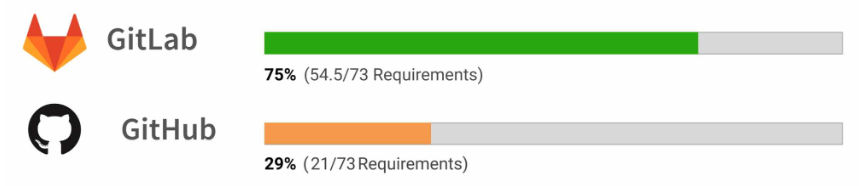 GitLab
75% (54.5/73 Requirements)
GitHub
29% (21/73 Requirements)